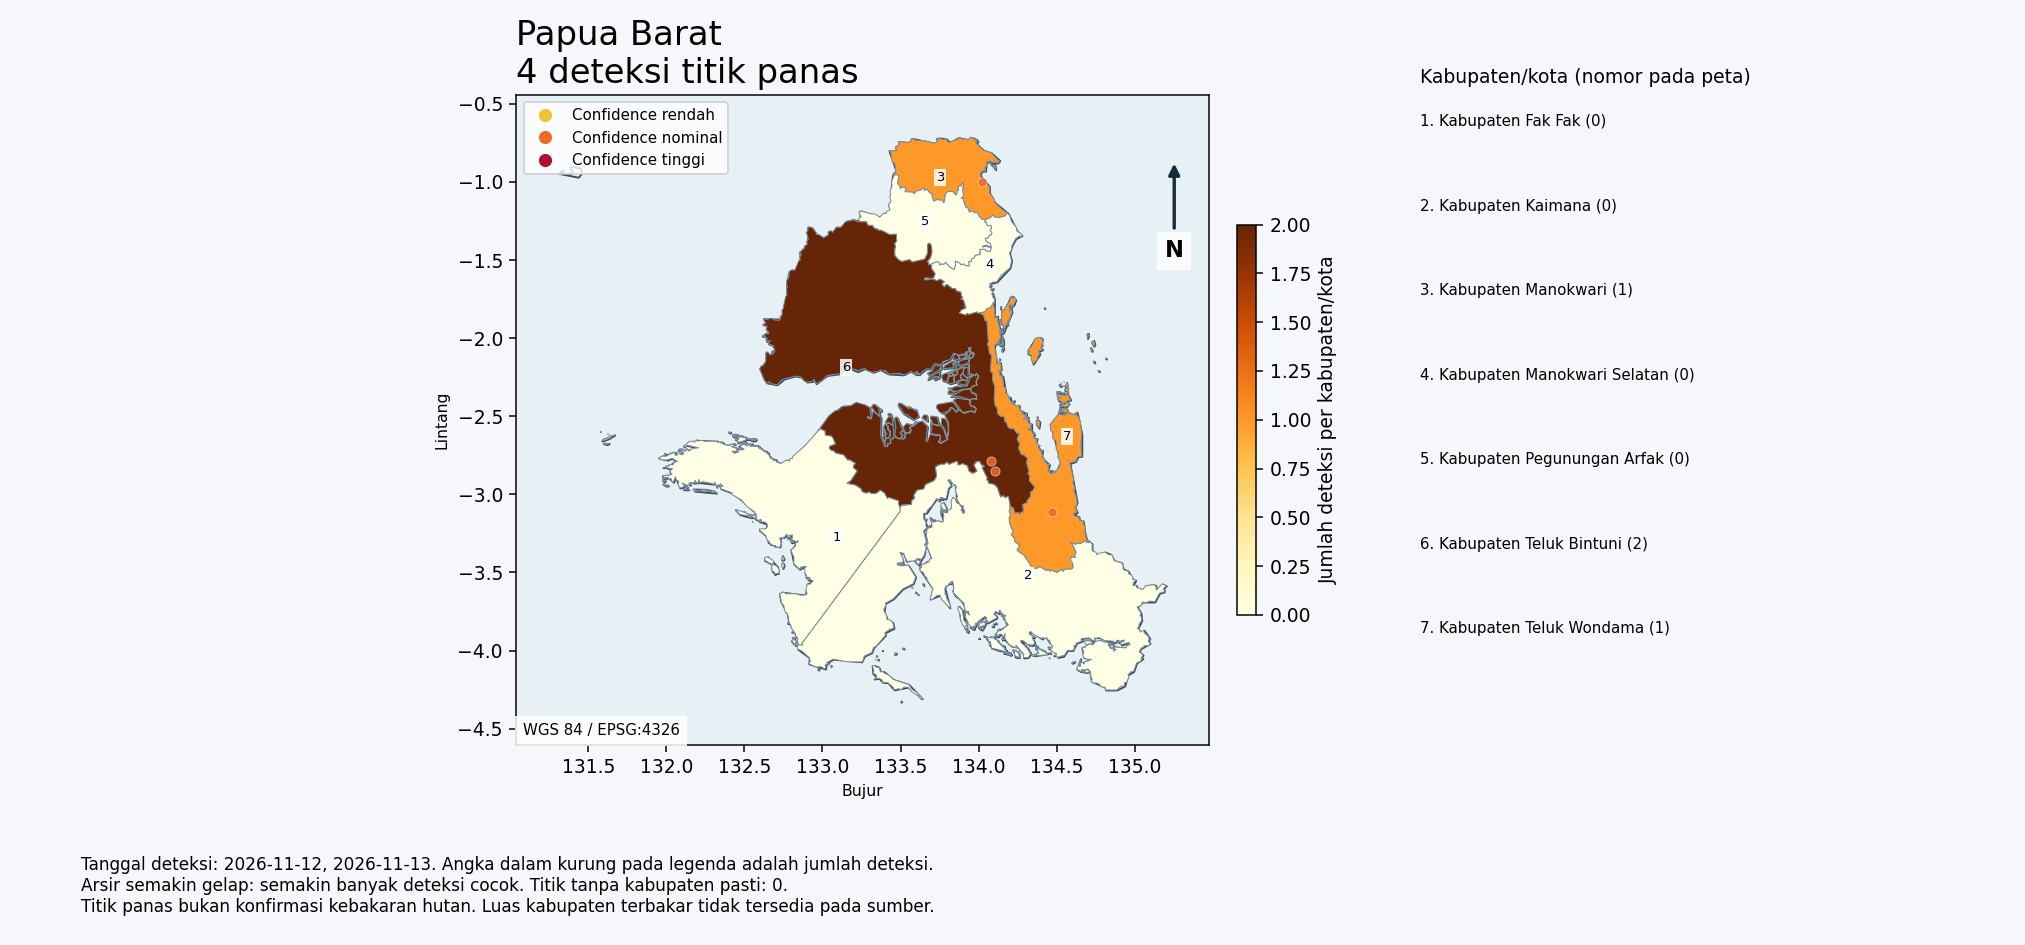 Papua Barat
4 deteksi titik panas
Confidence rendah
Confidence nominal
Confidence tinggi
−0.5
−1.0
−1.5
−2.0
−2.5
−3.0
−3.5
−4.0
−4.5
Lintang
3
5
4
6
7
1
2
N
WGS 84 / EPSG:4326
131.5 132.0 132.5 133.0 133.5 134.0 134.5 135.0
Bujur
2.00
1.75
1.50
1.25
1.00
0.75
0.50
0.25
0.00
Jumlah deteksi per kabupaten/kota
Kabupaten/kota (nomor pada peta)
1. Kabupaten Fak Fak (0)
2. Kabupaten Kaimana (0)
3. Kabupaten Manokwari (1)
4. Kabupaten Manokwari Selatan (0)
5. Kabupaten Pegunungan Arfak (0)
6. Kabupaten Teluk Bintuni (2)
7. Kabupaten Teluk Wondama (1)
Tanggal deteksi: 2026-11-12, 2026-11-13. Angka dalam kurung pada legenda adalah jumlah deteksi.
Arsir semakin gelap: semakin banyak deteksi cocok. Titik tanpa kabupaten pasti: 0.
Titik panas bukan konfirmasi kebakaran hutan. Luas kabupaten terbakar tidak tersedia pada sumber.